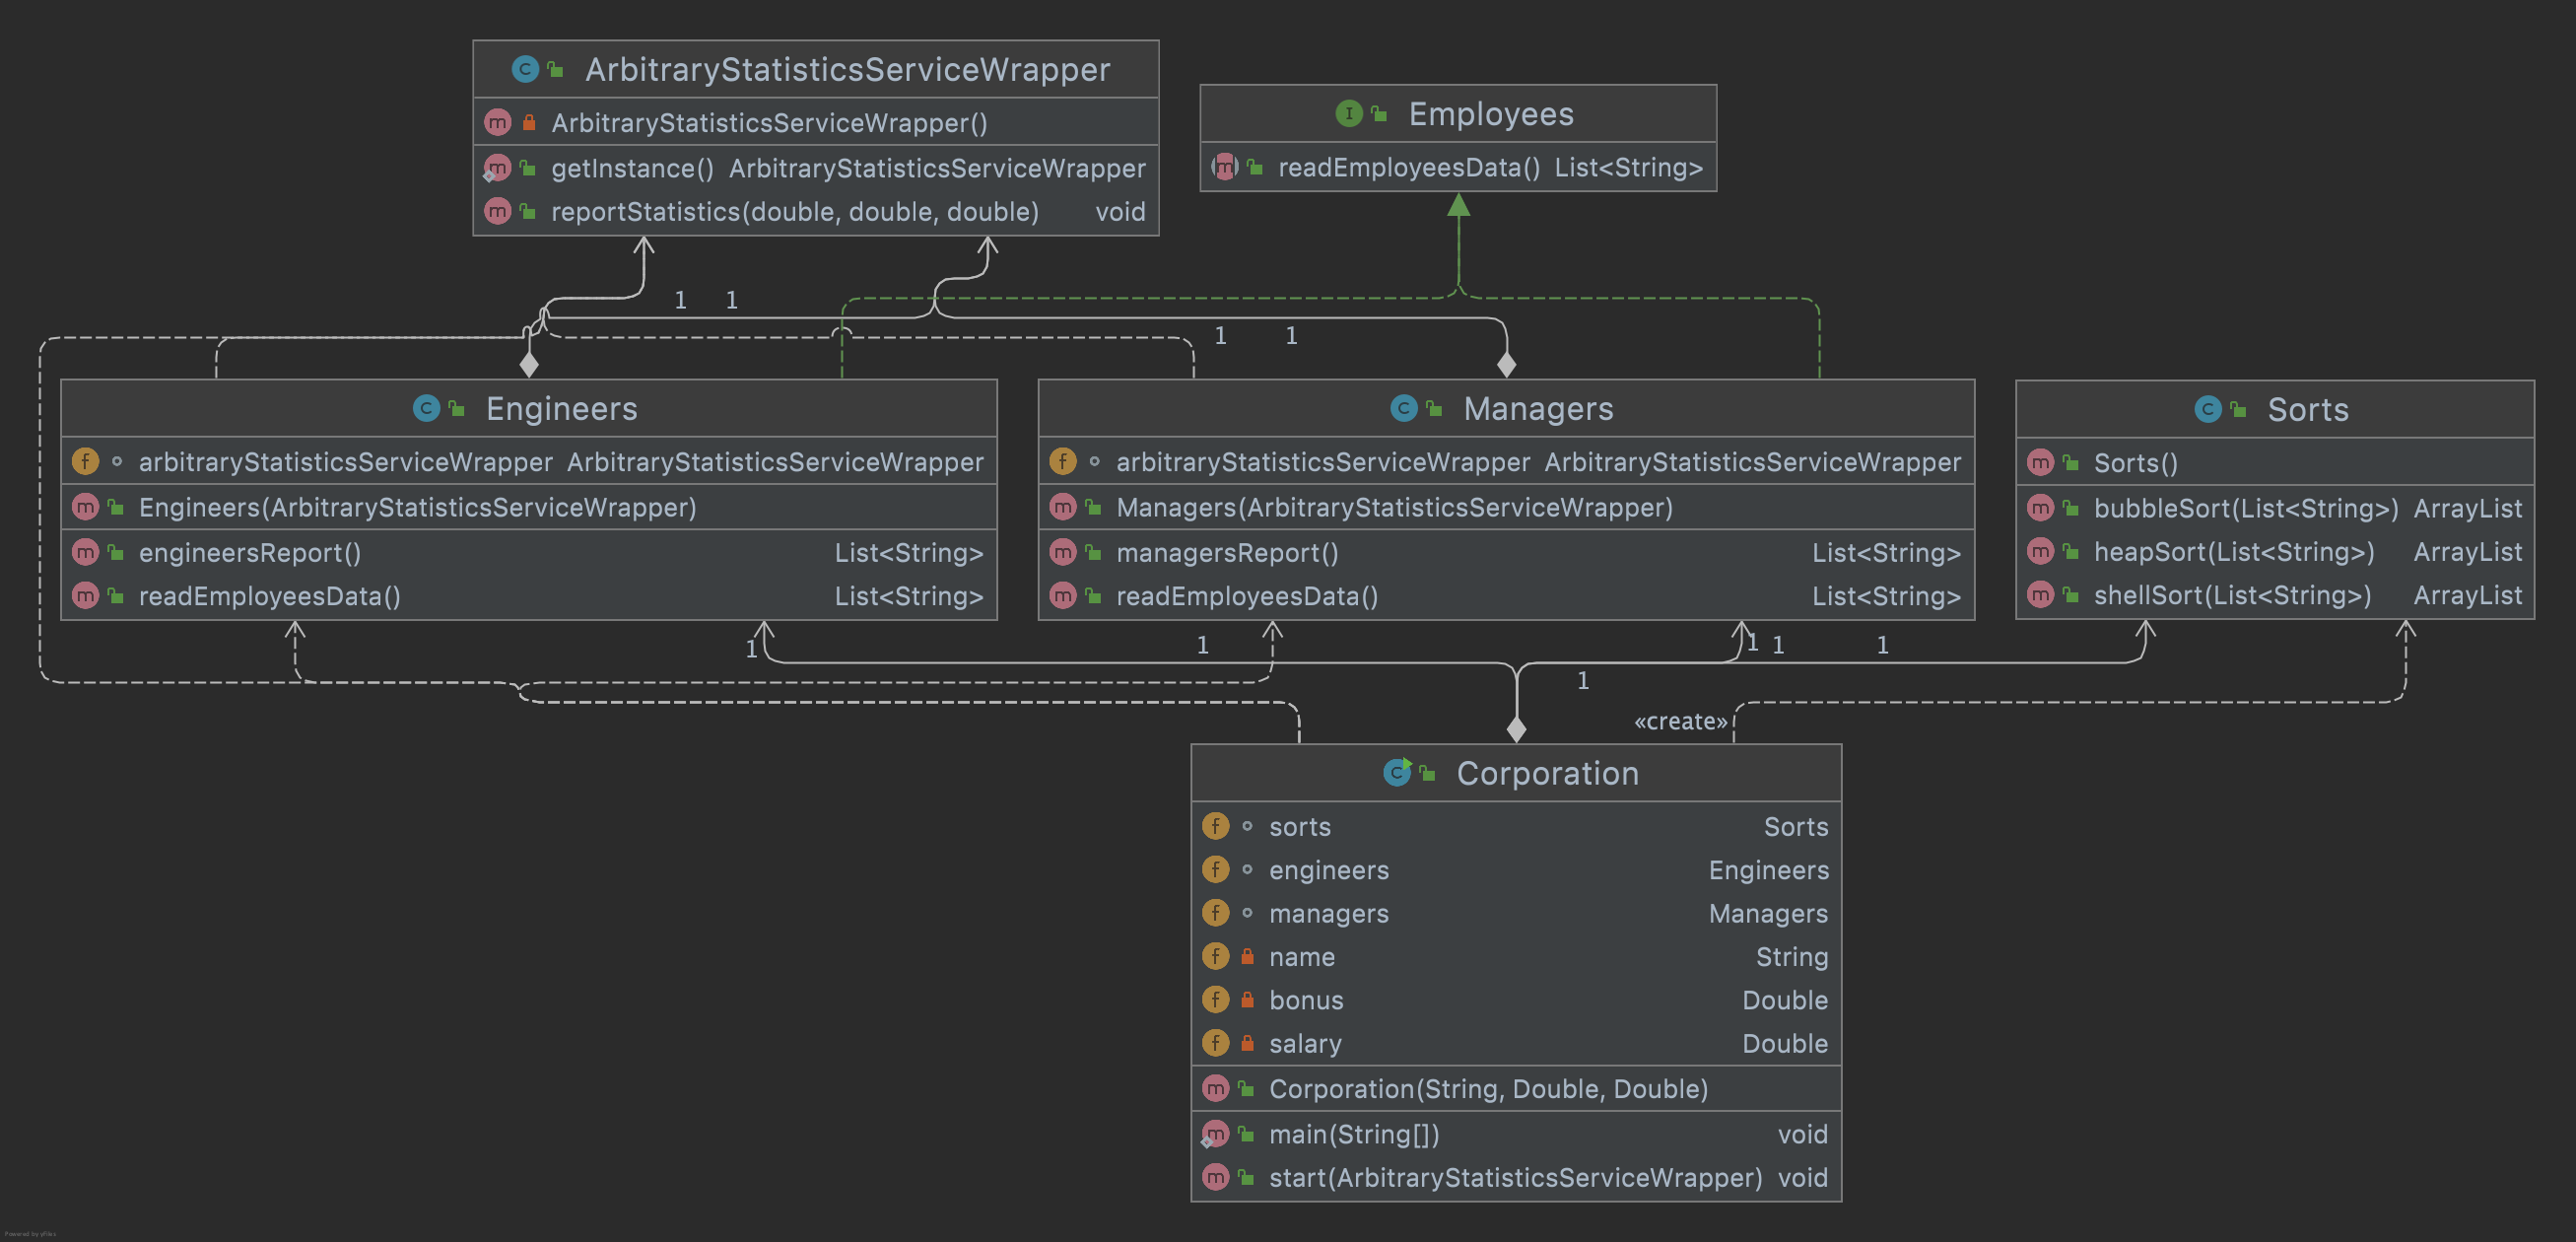 ArbitraryStatisticsServiceWrapper
ArbitraryStatisticsServiceWrapper()
getInstance() ArbitraryStatisticsServiceWrapper
reportStatistics(double, double, double) void
Employees
readEmployeesData() List<String>
1 1
1 1
Engineers
arbitraryStatisticsServiceWrapper ArbitraryStatisticsServiceWrapper
Engineers(ArbitraryStatisticsServiceWrapper)
engineersReport() List<String>
readEmployeesData() List<String>
Managers
arbitraryStatisticsServiceWrapper ArbitraryStatisticsServiceWrapper
Managers(ArbitraryStatisticsServiceWrapper)
managersReport() List<String>
readEmployeesData() List<String>
Sorts
Sorts()
bubbleSort(List<String>) ArrayList
heapSort(List<String>) ArrayList
shellSort(List<String>) ArrayList
1 1 1 1 1
1
«create»
Corporation
sorts Sorts
engineers Engineers
managers Managers
name String
bonus Double
salary Double
Corporation(String, Double, Double)
main(String[]) void
start(ArbitraryStatisticsServiceWrapper) void
Powered by yFiles